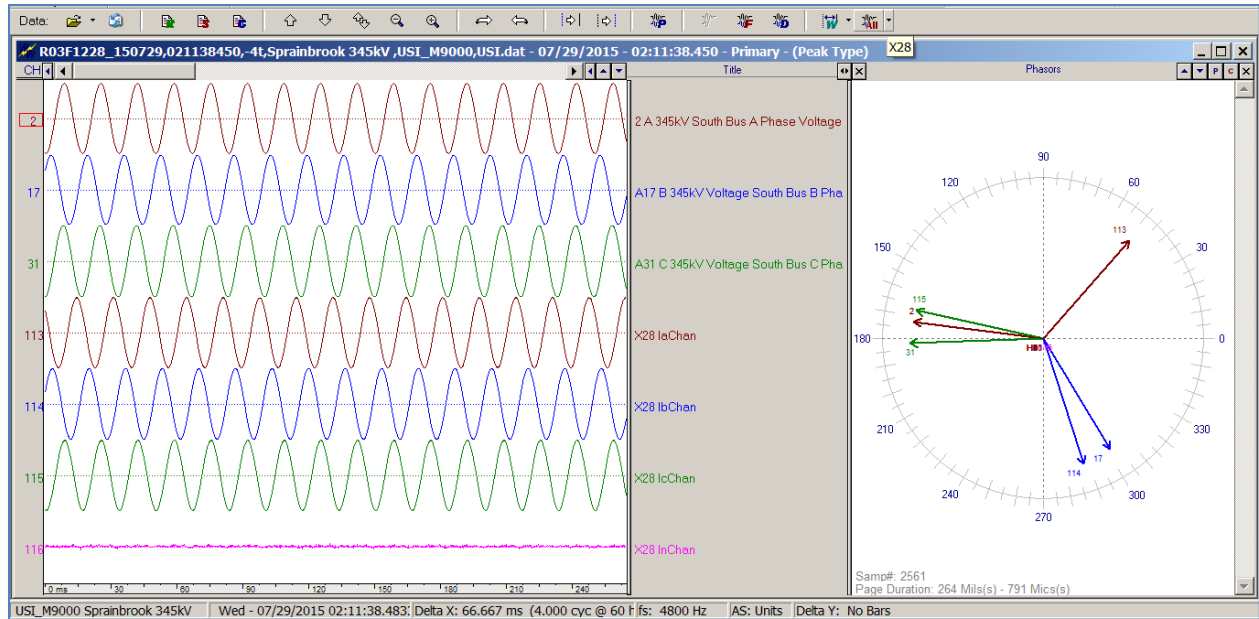 Data:
R03F1228_150729,021138450,-4t,Sprainbrook 345kV ,USI_M9000,USI.dat - 07/29/2015 - 02:11:38.450 - Primary - (Peak Type)
X28
CH
Title
Phasors
P
C
2
2 A 345kV South Bus A Phase Voltage
17
A17 B 345kV Voltage South Bus B Pha
31
A31 C 345kV Voltage South Bus C Pha
113
X28 IaChan
114
X28 IbChan
115
X28 IcChan
116
X28 InChan
0 ms 30 60 90 120 150 180 210 240
90
120
60
113
150
30
115
2
180
0
31
210
330
17
114
240
300
270
Samp#: 2561
Page Duration: 264 Mils(s) - 791 Mics(s)
USI_M9000 Sprainbrook 345kV Wed - 07/29/2015 02:11:38.483 Delta X: 66.667 ms (4.000 cyc @ 60 H fs: 4800 Hz AS: Units Delta Y: No Bars